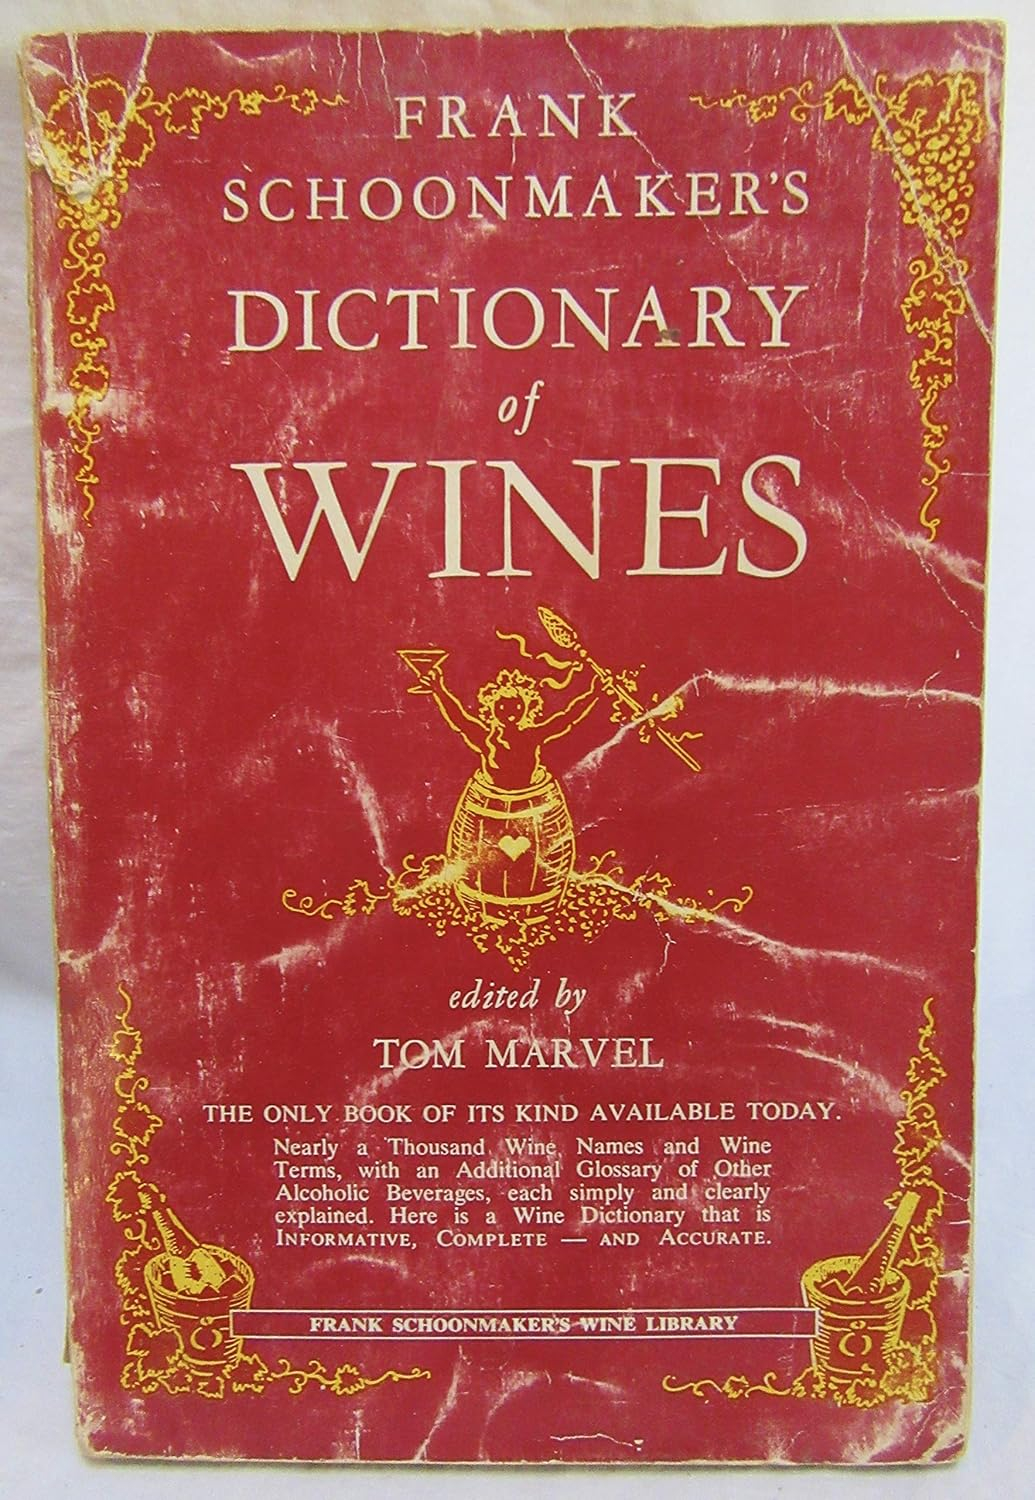 FRANK
SCHOONMAKER'S
DICTIONARY
of
WINES
edited by
TOM MARVEL
THE ONLY BOOK OF ITS KIND AVAILABLE TODAY.
Nearly a Thousand Wine Names and Wine
Terms, with an Additional Glossary of Other
Alcoholic Beverages, each simply and clearly
explained. Here is a Wine Dictionary that is
INFORMATIVE, COMPLETE — AND ACCURATE.
FRANK SCHOONMAKER'S WINE LIBRARY